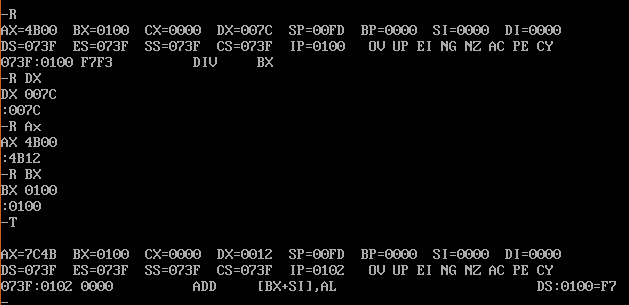 -R
AX=4B00  BX=0100  CX=0000  DX=007C  SP=00FD  BP=0000  SI=0000  DI=0000
DS=073F  ES=073F  SS=073F  CS=073F  IP=0100   OV UP EI NG NZ AC PE CY
073F:0100 F7F3          DIV     BX
-R DX
DX 007C
:007C
-R Ax
AX 4B00
:4B12
-R BX
BX 0100
:0100
-T
AX=7C4B  BX=0100  CX=0000  DX=0012  SP=00FD  BP=0000  SI=0000  DI=0000
DS=073F  ES=073F  SS=073F  CS=073F  IP=0102   OV UP EI NG NZ AC PE CY
073F:0102 0000          ADD     [BX+SI],AL                         DS:0100=F7
-